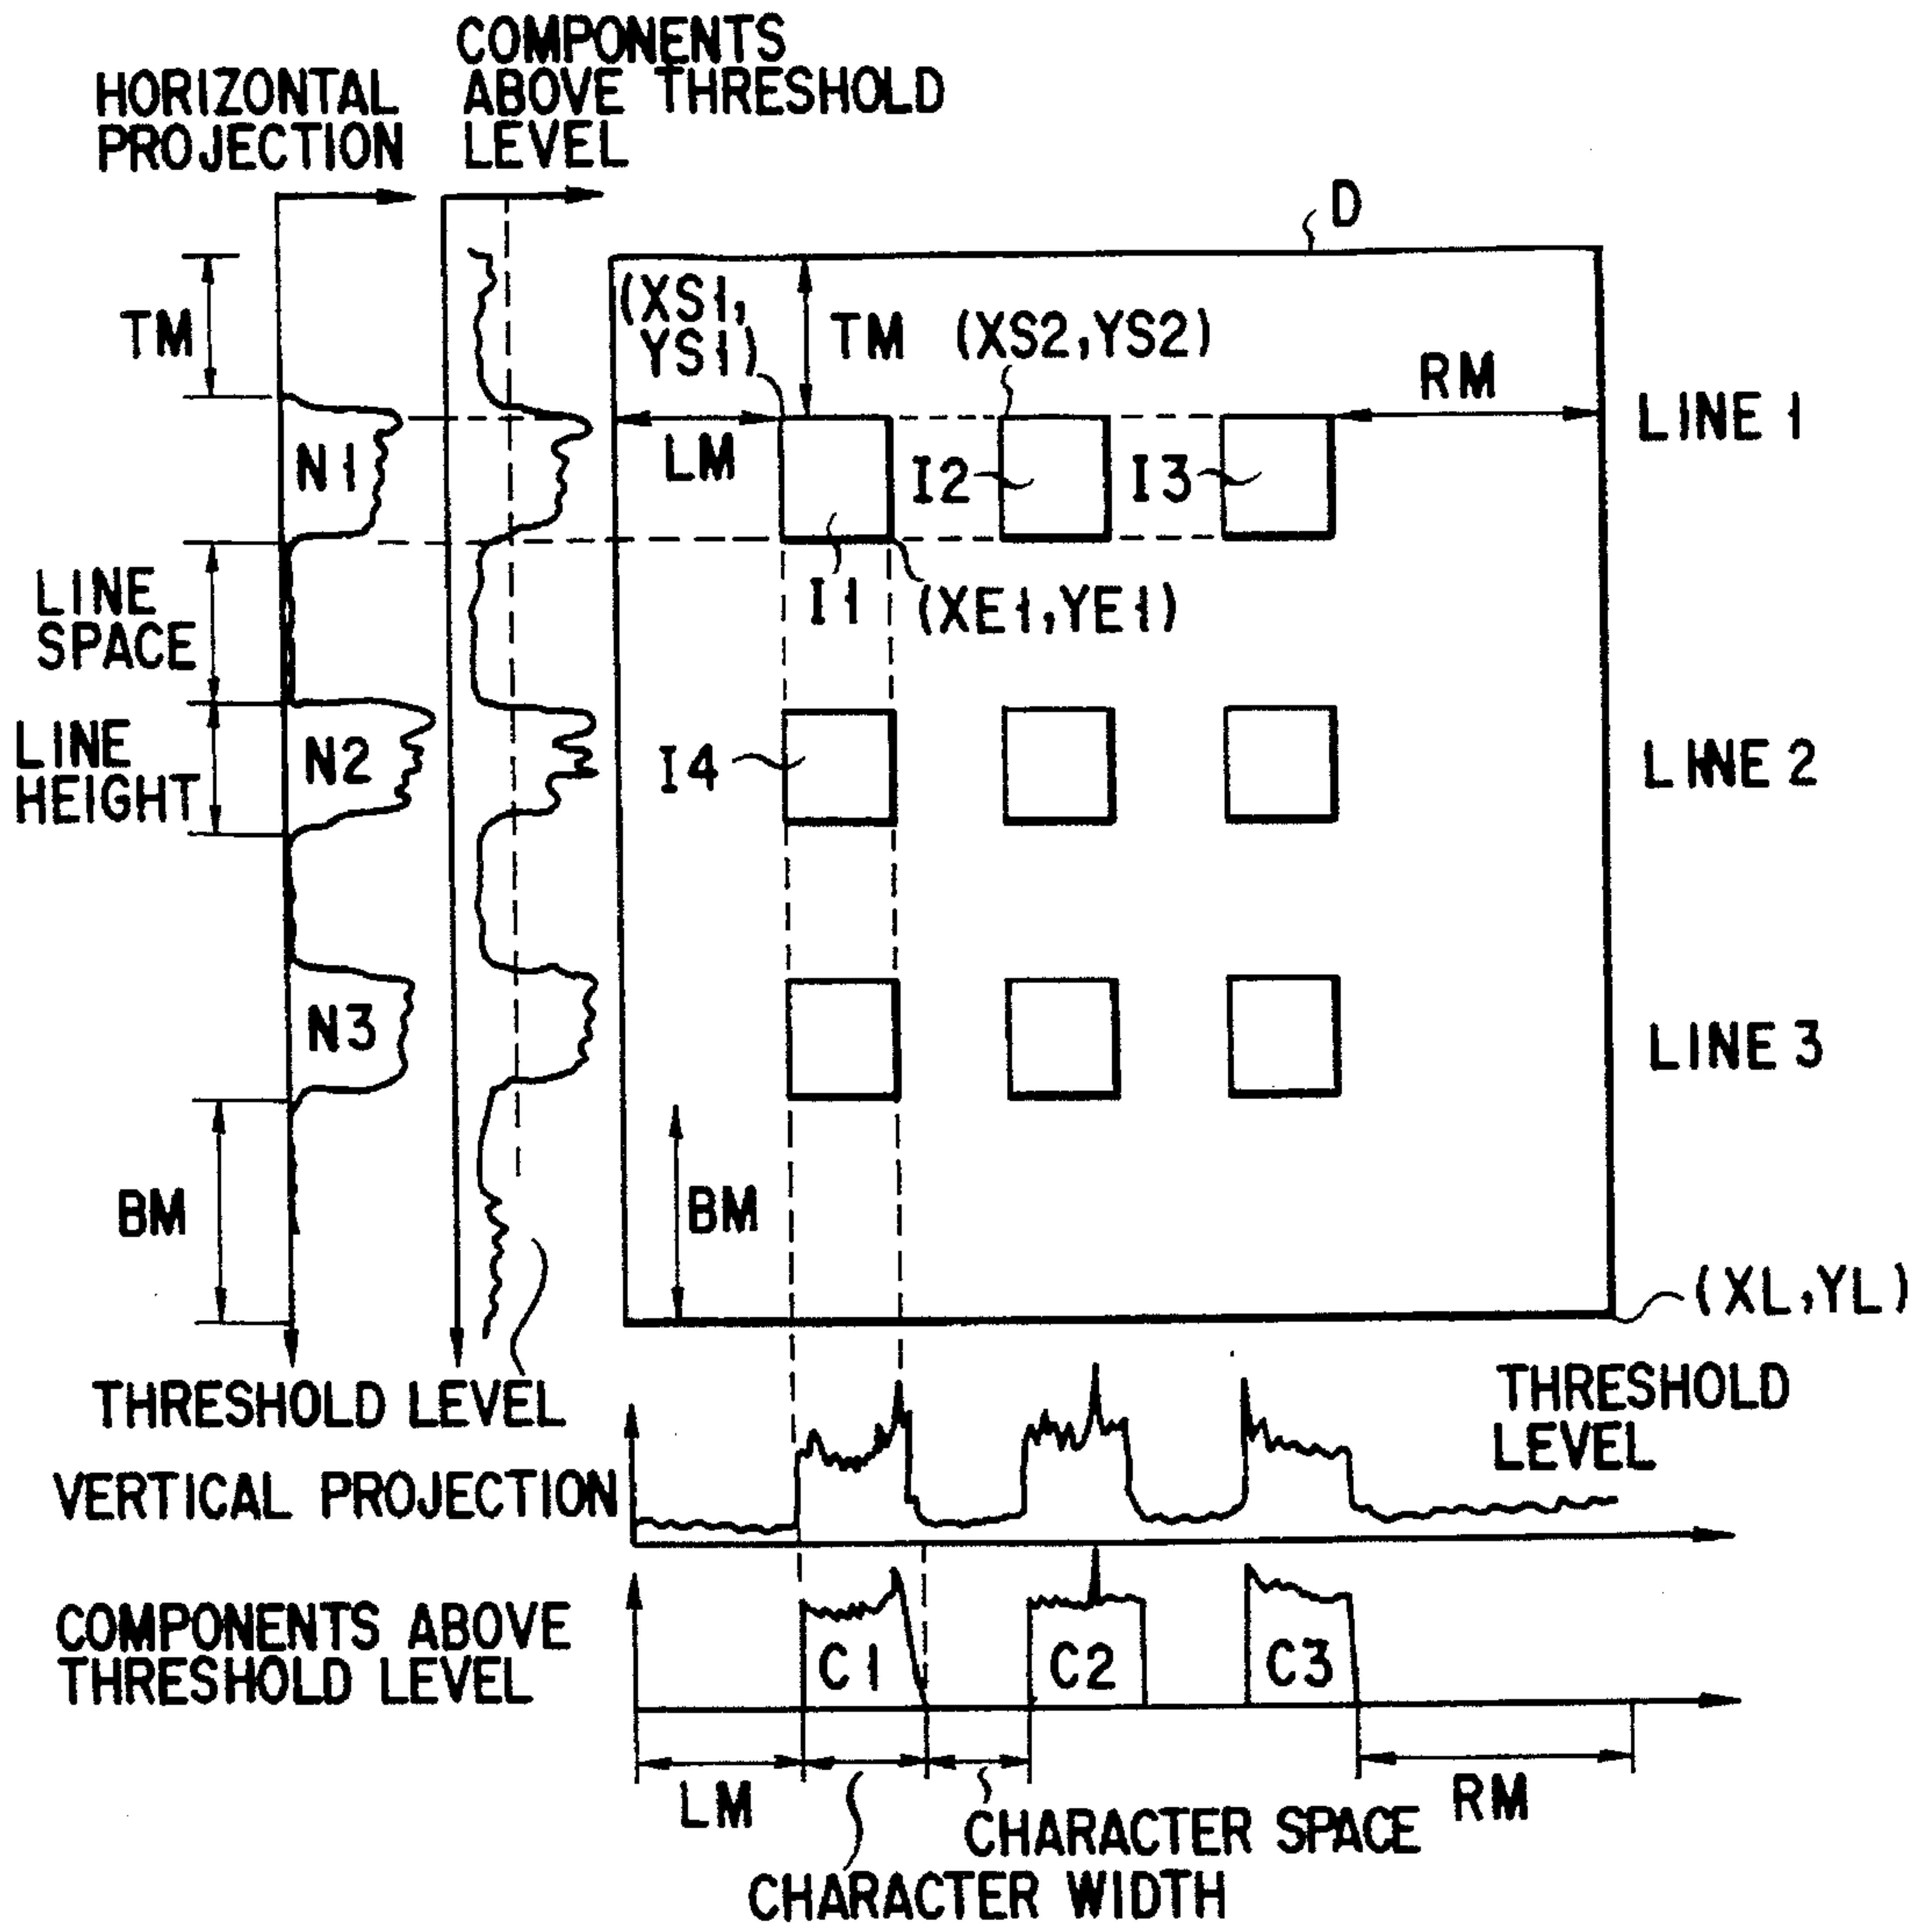 COMPONENTS
ABOVE THRESHOLD
LEVEL
HORIZONTAL
PROJECTION
D
(XS1,
YS1)
TM
TM
(XS2,YS2)
RM
LINE 1
LM
N1
I2
I3
I1
(XE1,YE1)
LINE
SPACE
LINE
HEIGHT
N2
I4
LINE 2
N3
LINE 3
BM
BM
(XL,YL)
THRESHOLD LEVEL
THRESHOLD
LEVEL
VERTICAL PROJECTION
COMPONENTS ABOVE
THRESHOLD LEVEL
C1
C2
C3
LM
RM
CHARACTER SPACE
CHARACTER WIDTH